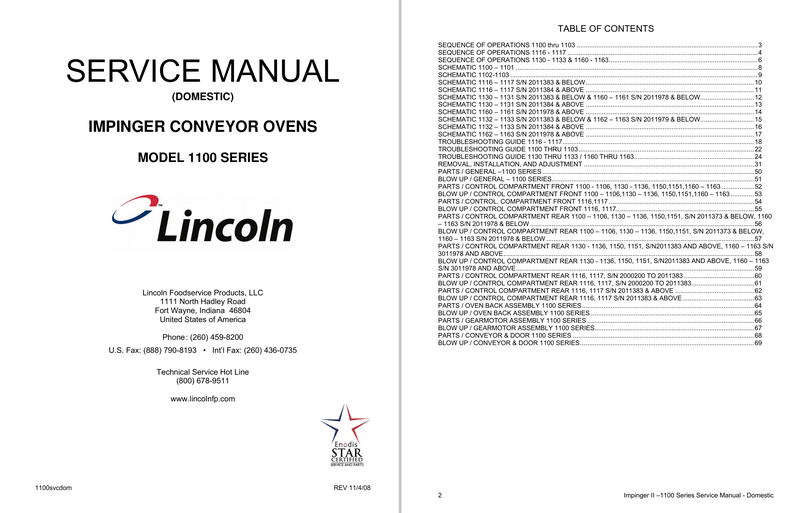 SERVICE MANUAL
(DOMESTIC)
IMPINGER CONVEYOR OVENS
MODEL 1100 SERIES
Lincoln
Lincoln Foodservice Products, LLC
1111 North Hadley Road
Fort Wayne, Indiana  46804
United States of America
Phone: (260) 459-8200
U.S. Fax: (888) 790-8193  •  Int'l Fax: (260) 436-0735
Technical Service Hot Line
(800) 678-9511
www.lincolnfp.com
Enodis
STAR
CERTIFIED
SERVICE AND PARTS
1100svcdom
REV 11/4/08
TABLE OF CONTENTS
SEQUENCE OF OPERATIONS 1100 thru 1103 ... 3
SEQUENCE OF OPERATIONS 1116 - 1117 ... 4
SEQUENCE OF OPERATIONS 1130 - 1133 & 1160 - 1163 ... 6
SCHEMATIC 1100 – 1101 ... 8
SCHEMATIC 1102-1103 ... 9
SCHEMATIC 1116 – 1117 S/N 2011383 & BELOW ... 10
SCHEMATIC 1116 – 1117 S/N 2011384 & ABOVE ... 11
SCHEMATIC 1130 – 1131 S/N 2011383 & BELOW & 1160 – 1161 S/N 2011978 & BELOW ... 12
SCHEMATIC 1130 – 1131 S/N 2011384 & ABOVE ... 13
SCHEMATIC 1160 – 1161 S/N 2011978 & ABOVE ... 14
SCHEMATIC 1132 – 1133 S/N 2011383 & BELOW & 1162 – 1163 S/N 2011979 & BELOW ... 15
SCHEMATIC 1132 – 1133 S/N 2011384 & ABOVE ... 16
SCHEMATIC 1162 – 1163 S/N 2011978 & ABOVE ... 17
TROUBLESHOOTING GUIDE 1116 - 1117 ... 18
TROUBLESHOOTING GUIDE 1100 THRU 1103 ... 22
TROUBLESHOOTING GUIDE 1130 THRU 1133 / 1160 THRU 1163 ... 24
REMOVAL, INSTALLATION, AND ADJUSTMENT ... 31
PARTS / GENERAL –1100 SERIES ... 50
BLOW UP / GENERAL – 1100 SERIES ... 51
PARTS / CONTROL COMPARTMENT FRONT 1100 - 1106, 1130 - 1136, 1150,1151,1160 – 1163 ... 52
BLOW UP / CONTROL COMPARTMENT FRONT 1100 – 1106,1130 – 1136, 1150,1151,1160 – 1163 ... 53
PARTS / CONTROL. COMPARTMENT FRONT 1116,1117 ... 54
BLOW UP / CONTROL COMPARTMENT FRONT 1116, 1117 ... 55
PARTS / CONTROL COMPARTMENT REAR 1100 – 1106, 1130 – 1136, 1150,1151, S/N 2011373 & BELOW, 1160
– 1163 S/N 2011978 & BELOW ... 56
BLOW UP / CONTROL COMPARTMENT REAR 1100 – 1106, 1130 – 1136, 1150,1151, S/N 2011373 & BELOW,
1160 – 1163 S/N 2011978 & BELOW ... 57
PARTS / CONTROL COMPARTMENT REAR 1130 - 1136, 1150, 1151, S/N2011383 AND ABOVE, 1160 – 1163 S/N
3011978 AND ABOVE ... 58
BLOW UP / CONTROL COMPARTMENT REAR 1130 - 1136, 1150, 1151, S/N2011383 AND ABOVE, 1160 – 1163
S/N 3011978 AND ABOVE ... 59
PARTS / CONTROL COMPARTMENT REAR 1116, 1117, S/N 2000200 TO 2011383 ... 60
BLOW UP / CONTROL COMPARTMENT REAR 1116, 1117, S/N 2000200 TO 2011383 ... 61
PARTS / CONTROL COMPARTMENT REAR 1116, 1117 S/N 2011383 & ABOVE ... 62
BLOW UP / CONTROL COMPARTMENT REAR 1116, 1117 S/N 2011383 & ABOVE ... 63
PARTS / OVEN BACK ASSEMBLY 1100 SERIES ... 64
BLOW UP / OVEN BACK ASSEMBLY 1100 SERIES ... 65
PARTS / GEARMOTOR ASSEMBLY 1100 SERIES ... 66
BLOW UP / GEARMOTOR ASSEMBLY 1100 SERIES ... 67
PARTS / CONVEYOR & DOOR 1100 SERIES ... 68
BLOW UP / CONVEYOR & DOOR 1100 SERIES ... 69
2
Impinger II –1100 Series Service Manual - Domestic